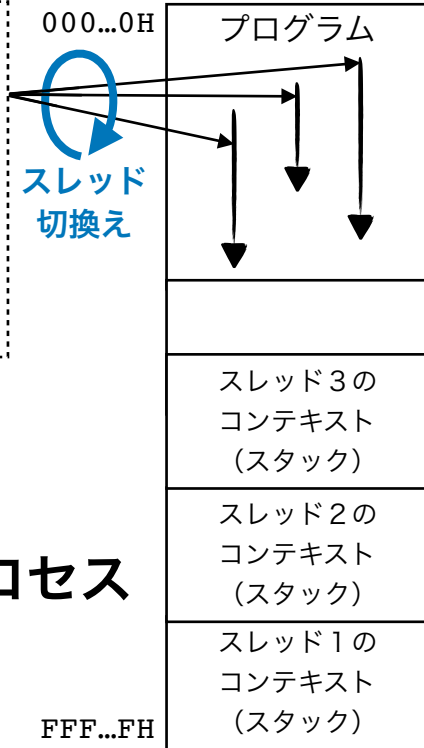 000…0H
プログラム
スレッド
切換え
スレッド３の
コンテキスト
（スタック）
スレッド２の
コンテキスト
（スタック）
ロセス
スレッド１の
コンテキスト
（スタック）
FFF…FH